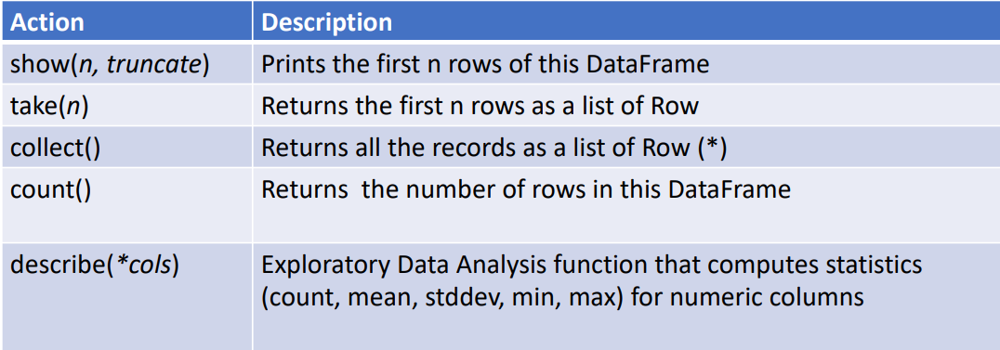 Action Description
show(n, truncate) Prints the first n rows of this DataFrame
take(n) Returns the first n rows as a list of Row
collect() Returns all the records as a list of Row (*)
count() Returns  the number of rows in this DataFrame
describe(*cols) Exploratory Data Analysis function that computes statistics
(count, mean, stddev, min, max) for numeric columns